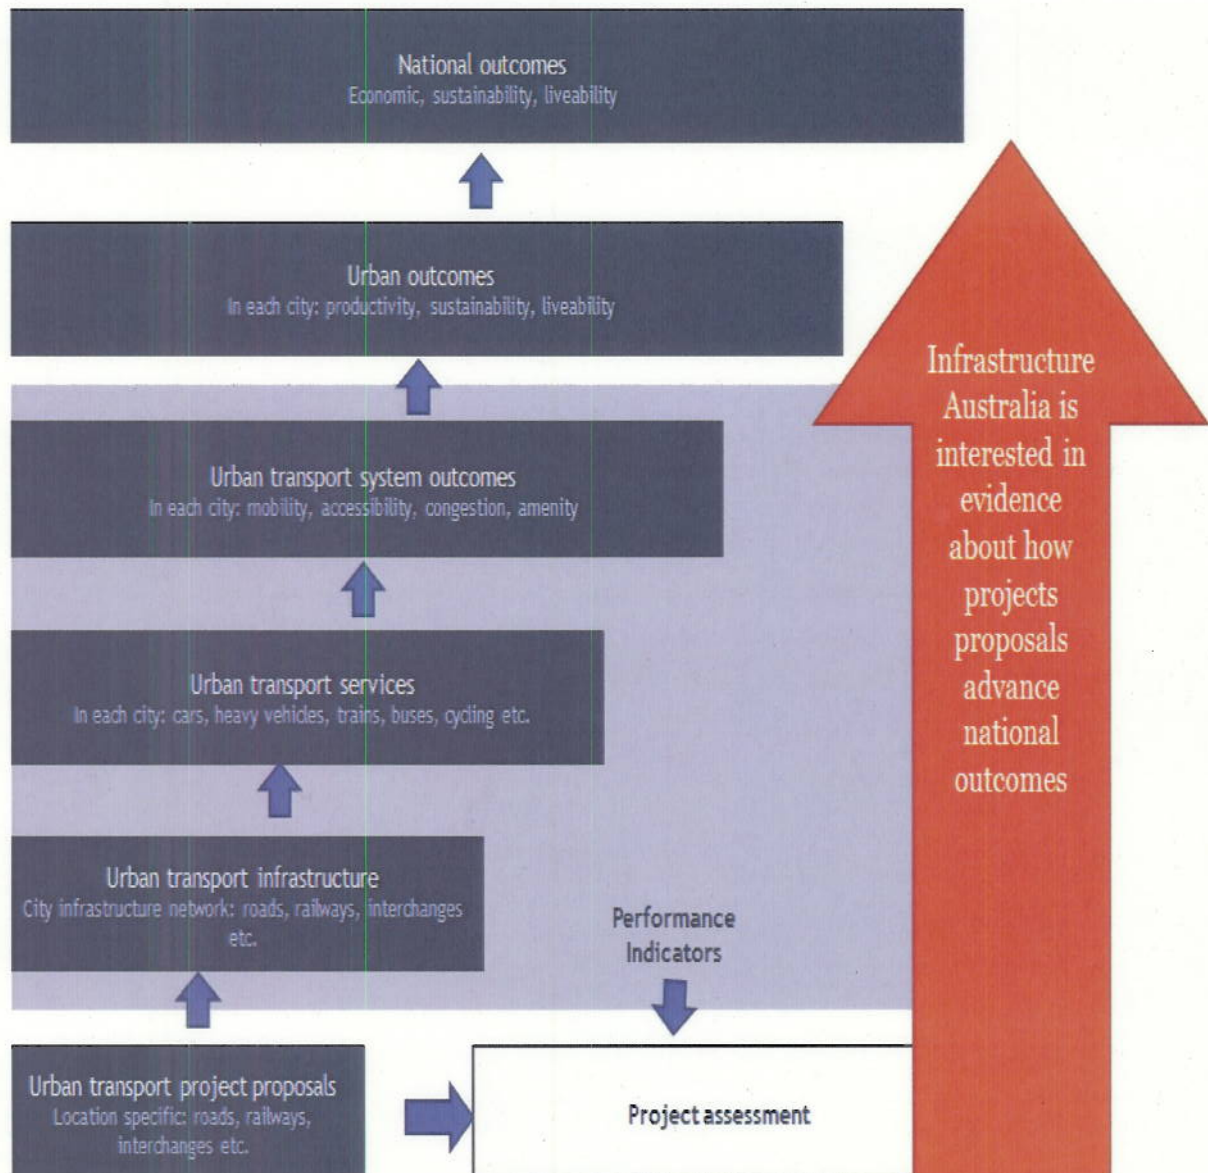 National outcomes
Economic, sustainability, liveability
Urban outcomes
In each city: productivity, sustainability, liveability
Urban transport system outcomes
In each city: mobility, accessibility, congestion, amenity
Urban transport services
In each city: cars, heavy vehicles, trains, buses, cycling etc.
Urban transport infrastructure
City infrastructure network: roads, railways, interchanges
etc.
Performance
Indicators
Urban transport project proposals
Location specific: roads, railways,
interchanges etc.
Project assessment
Infrastructure
Australia is
interested in
evidence
about how
projects
proposals
advance
national
outcomes